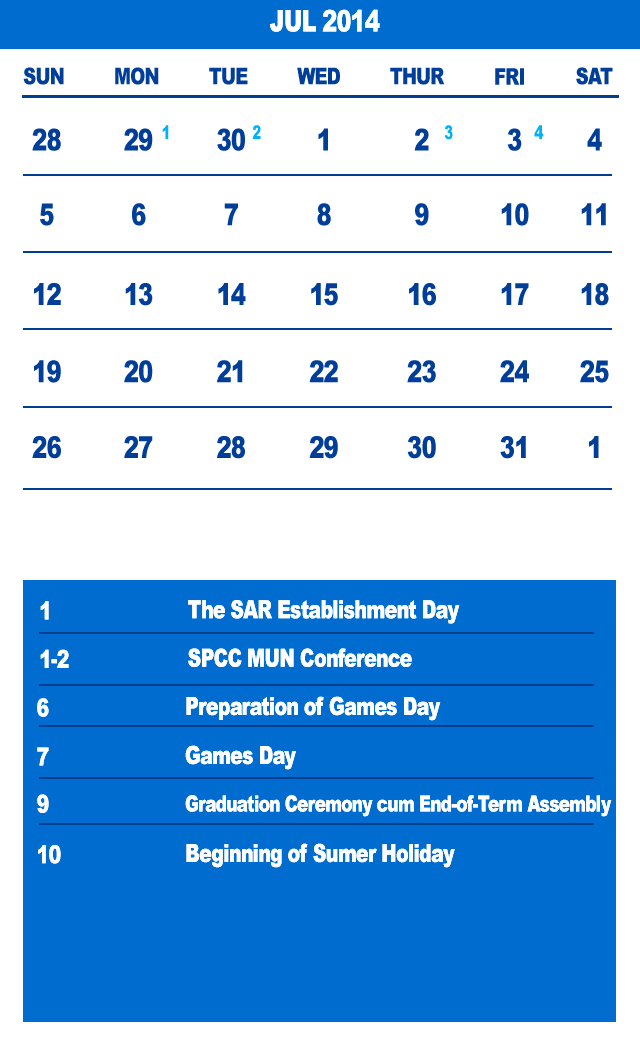 JUL 2014
SUN MON TUE WED THUR FRI SAT
28 29 1 30 2 1 2 3 3 4 4
5 6 7 8 9 10 11
12 13 14 15 16 17 18
19 20 21 22 23 24 25
26 27 28 29 30 31 1
1 The SAR Establishment Day
1-2 SPCC MUN Conference
6 Preparation of Games Day
7 Games Day
9 Graduation Ceremony cum End-of-Term Assembly
10 Beginning of Sumer Holiday